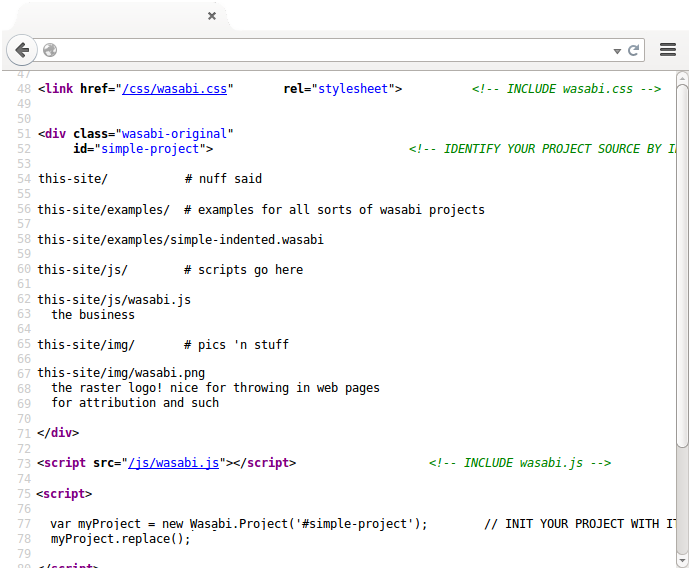 47
48 <link href="/css/wasabi.css" rel="stylesheet"> <!-- INCLUDE wasabi.css -->
49
50
51 <div class="wasabi-original"
52 id="simple-project"> <!-- IDENTIFY YOUR PROJECT SOURCE BY
53
54 this-site/ # nuff said
55
56 this-site/examples/ # examples for all sorts of wasabi projects
57
58 this-site/examples/simple-indented.wasabi
59
60 this-site/js/ # scripts go here
61
62 this-site/js/wasabi.js
63 the business
64
65 this-site/img/ # pics 'n stuff
66
67 this-site/img/wasabi.png
68 the raster logo! nice for throwing in web pages
69 for attribution and such
70
71 </div>
72
73 <script src="/js/wasabi.js"></script> <!-- INCLUDE wasabi.js -->
74
75 <script>
76
77 var myProject = new Wasabi.Project('#simple-project'); // INIT YOUR PROJECT WITH
78 myProject.replace();
79
80 </script>